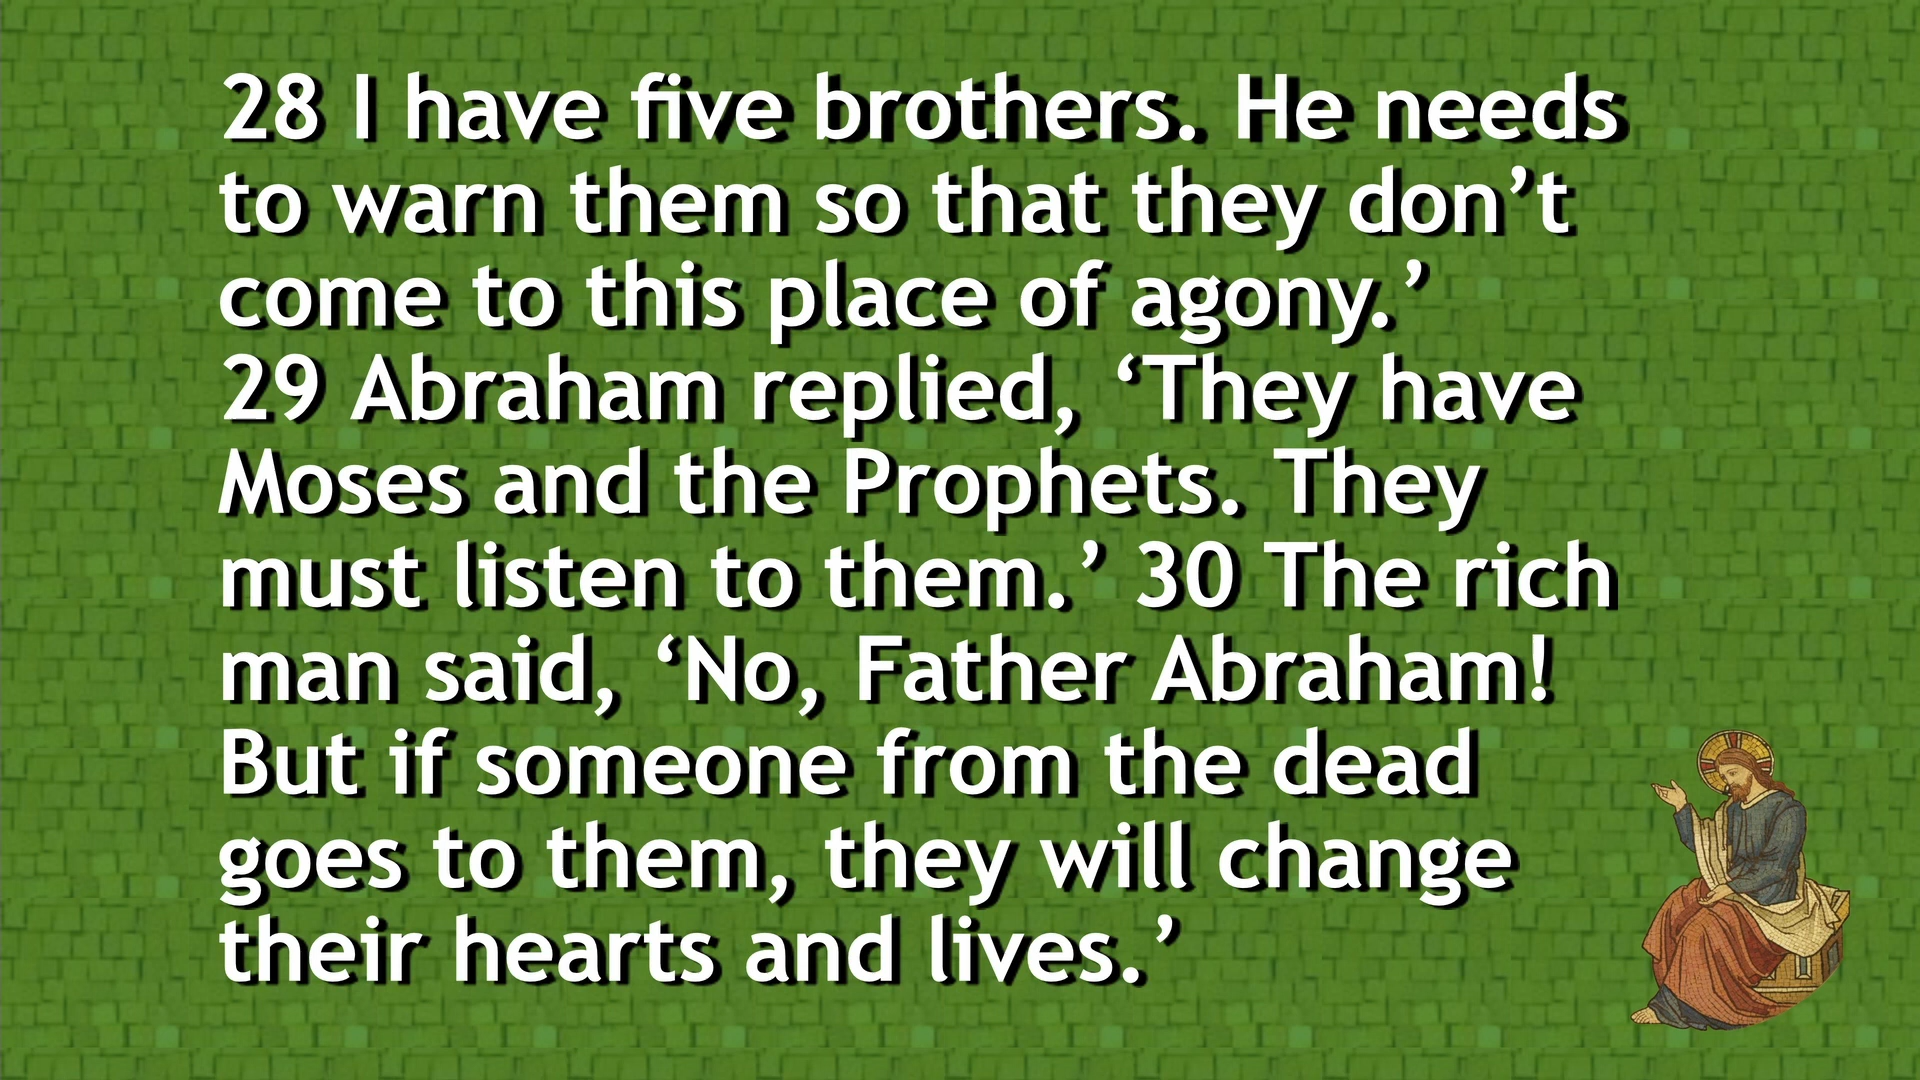 28 I have five brothers. He needs
to warn them so that they don’t
come to this place of agony.’
29 Abraham replied, ‘They have
Moses and the Prophets. They
must listen to them.’ 30 The rich
man said, ‘No, Father Abraham!
But if someone from the dead
goes to them, they will change
their hearts and lives.’